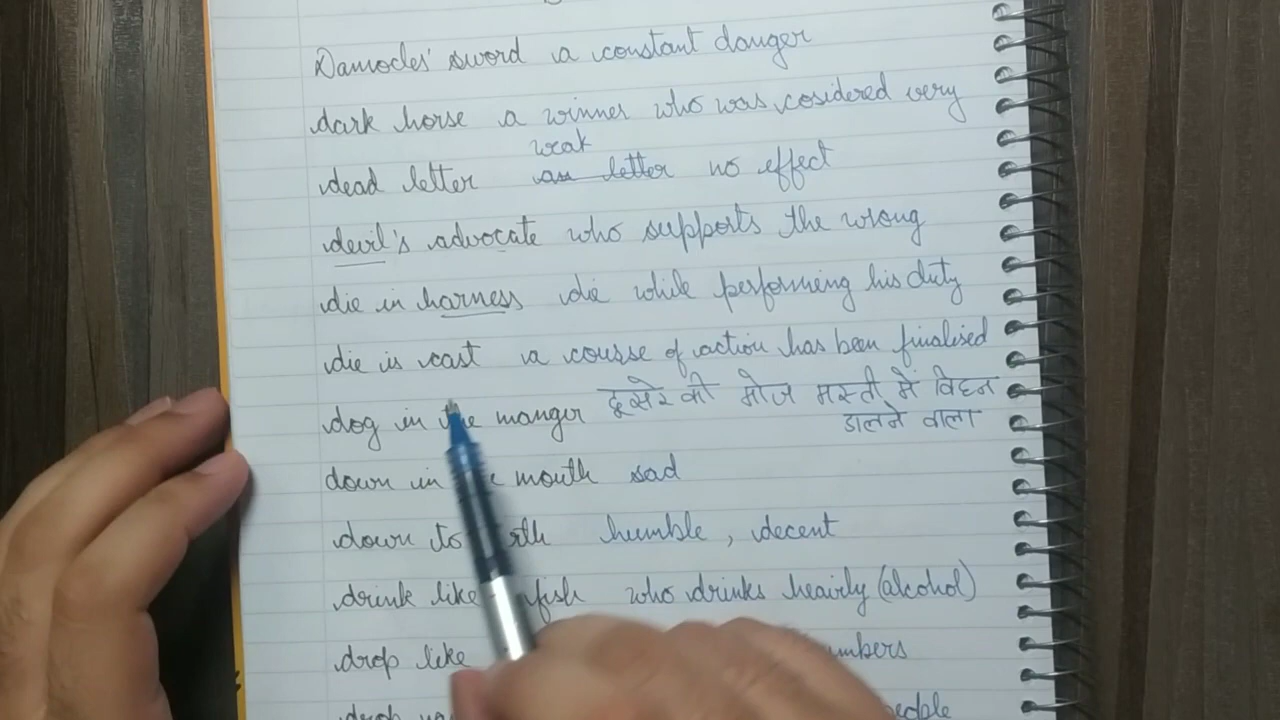 Damocles' sword a constant danger
dark horse a winner who was cosidered very
weak
dead letter an letter no effect
devil's advocate who supports the wrong
die in harness die while performing his duty
die is cast a course of action has been finalised
dog in the manger दूसरे की मौज मस्ती में विघन
डालने वाला
down in mouth sad
down to humble, decent
drink like fish who drinks heavily (alcohol)
drop like